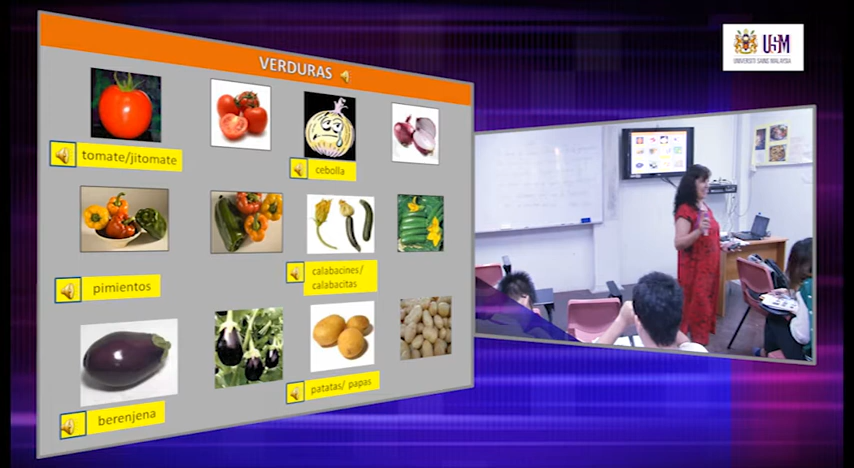 VERDURAS
tomate/jitomate
cebolla
pimientos
calabacines/
calabacitas
berenjena
patatas/ papas
USM
UNIVERSITI SAINS MALAYSIA